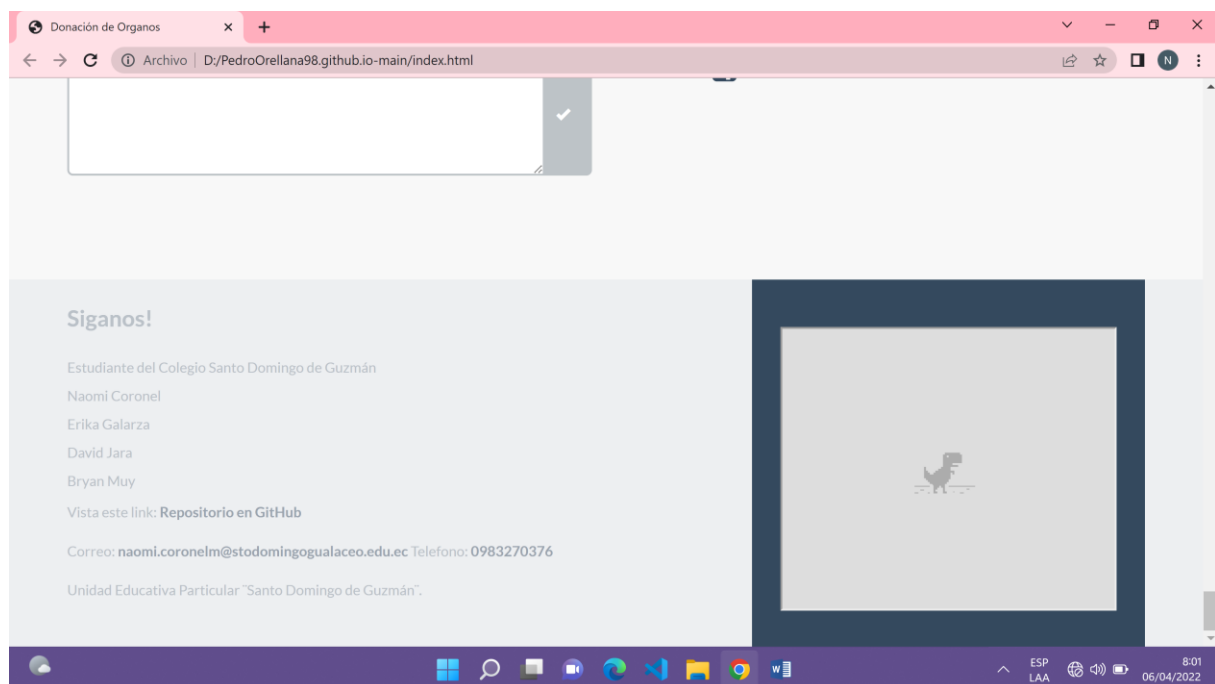 Donación de Organos
Archivo | D:/PedroOrellana98.github.io-main/index.html
N
Siganos!
Estudiante del Colegio Santo Domingo de Guzmán
Naomi Coronel
Erika Galarza
David Jara
Bryan Muy
Vista este link: Repositorio en GitHub
Correo: naomi.coronelm@stodomingogualaceo.edu.ec Telefono: 0983270376
Unidad Educativa Particular ¨Santo Domingo de Guzmán¨.
ESP
LAA
8:01
06/04/2022